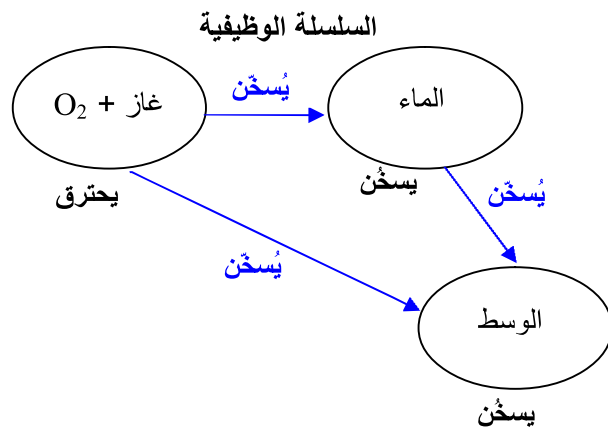 السلسلة الوظيفية
غاز + O₂
يُسخّن
الماء
يحترق
يسخُن
يُسخّن
يُسخّن
الوسط
يسخُن